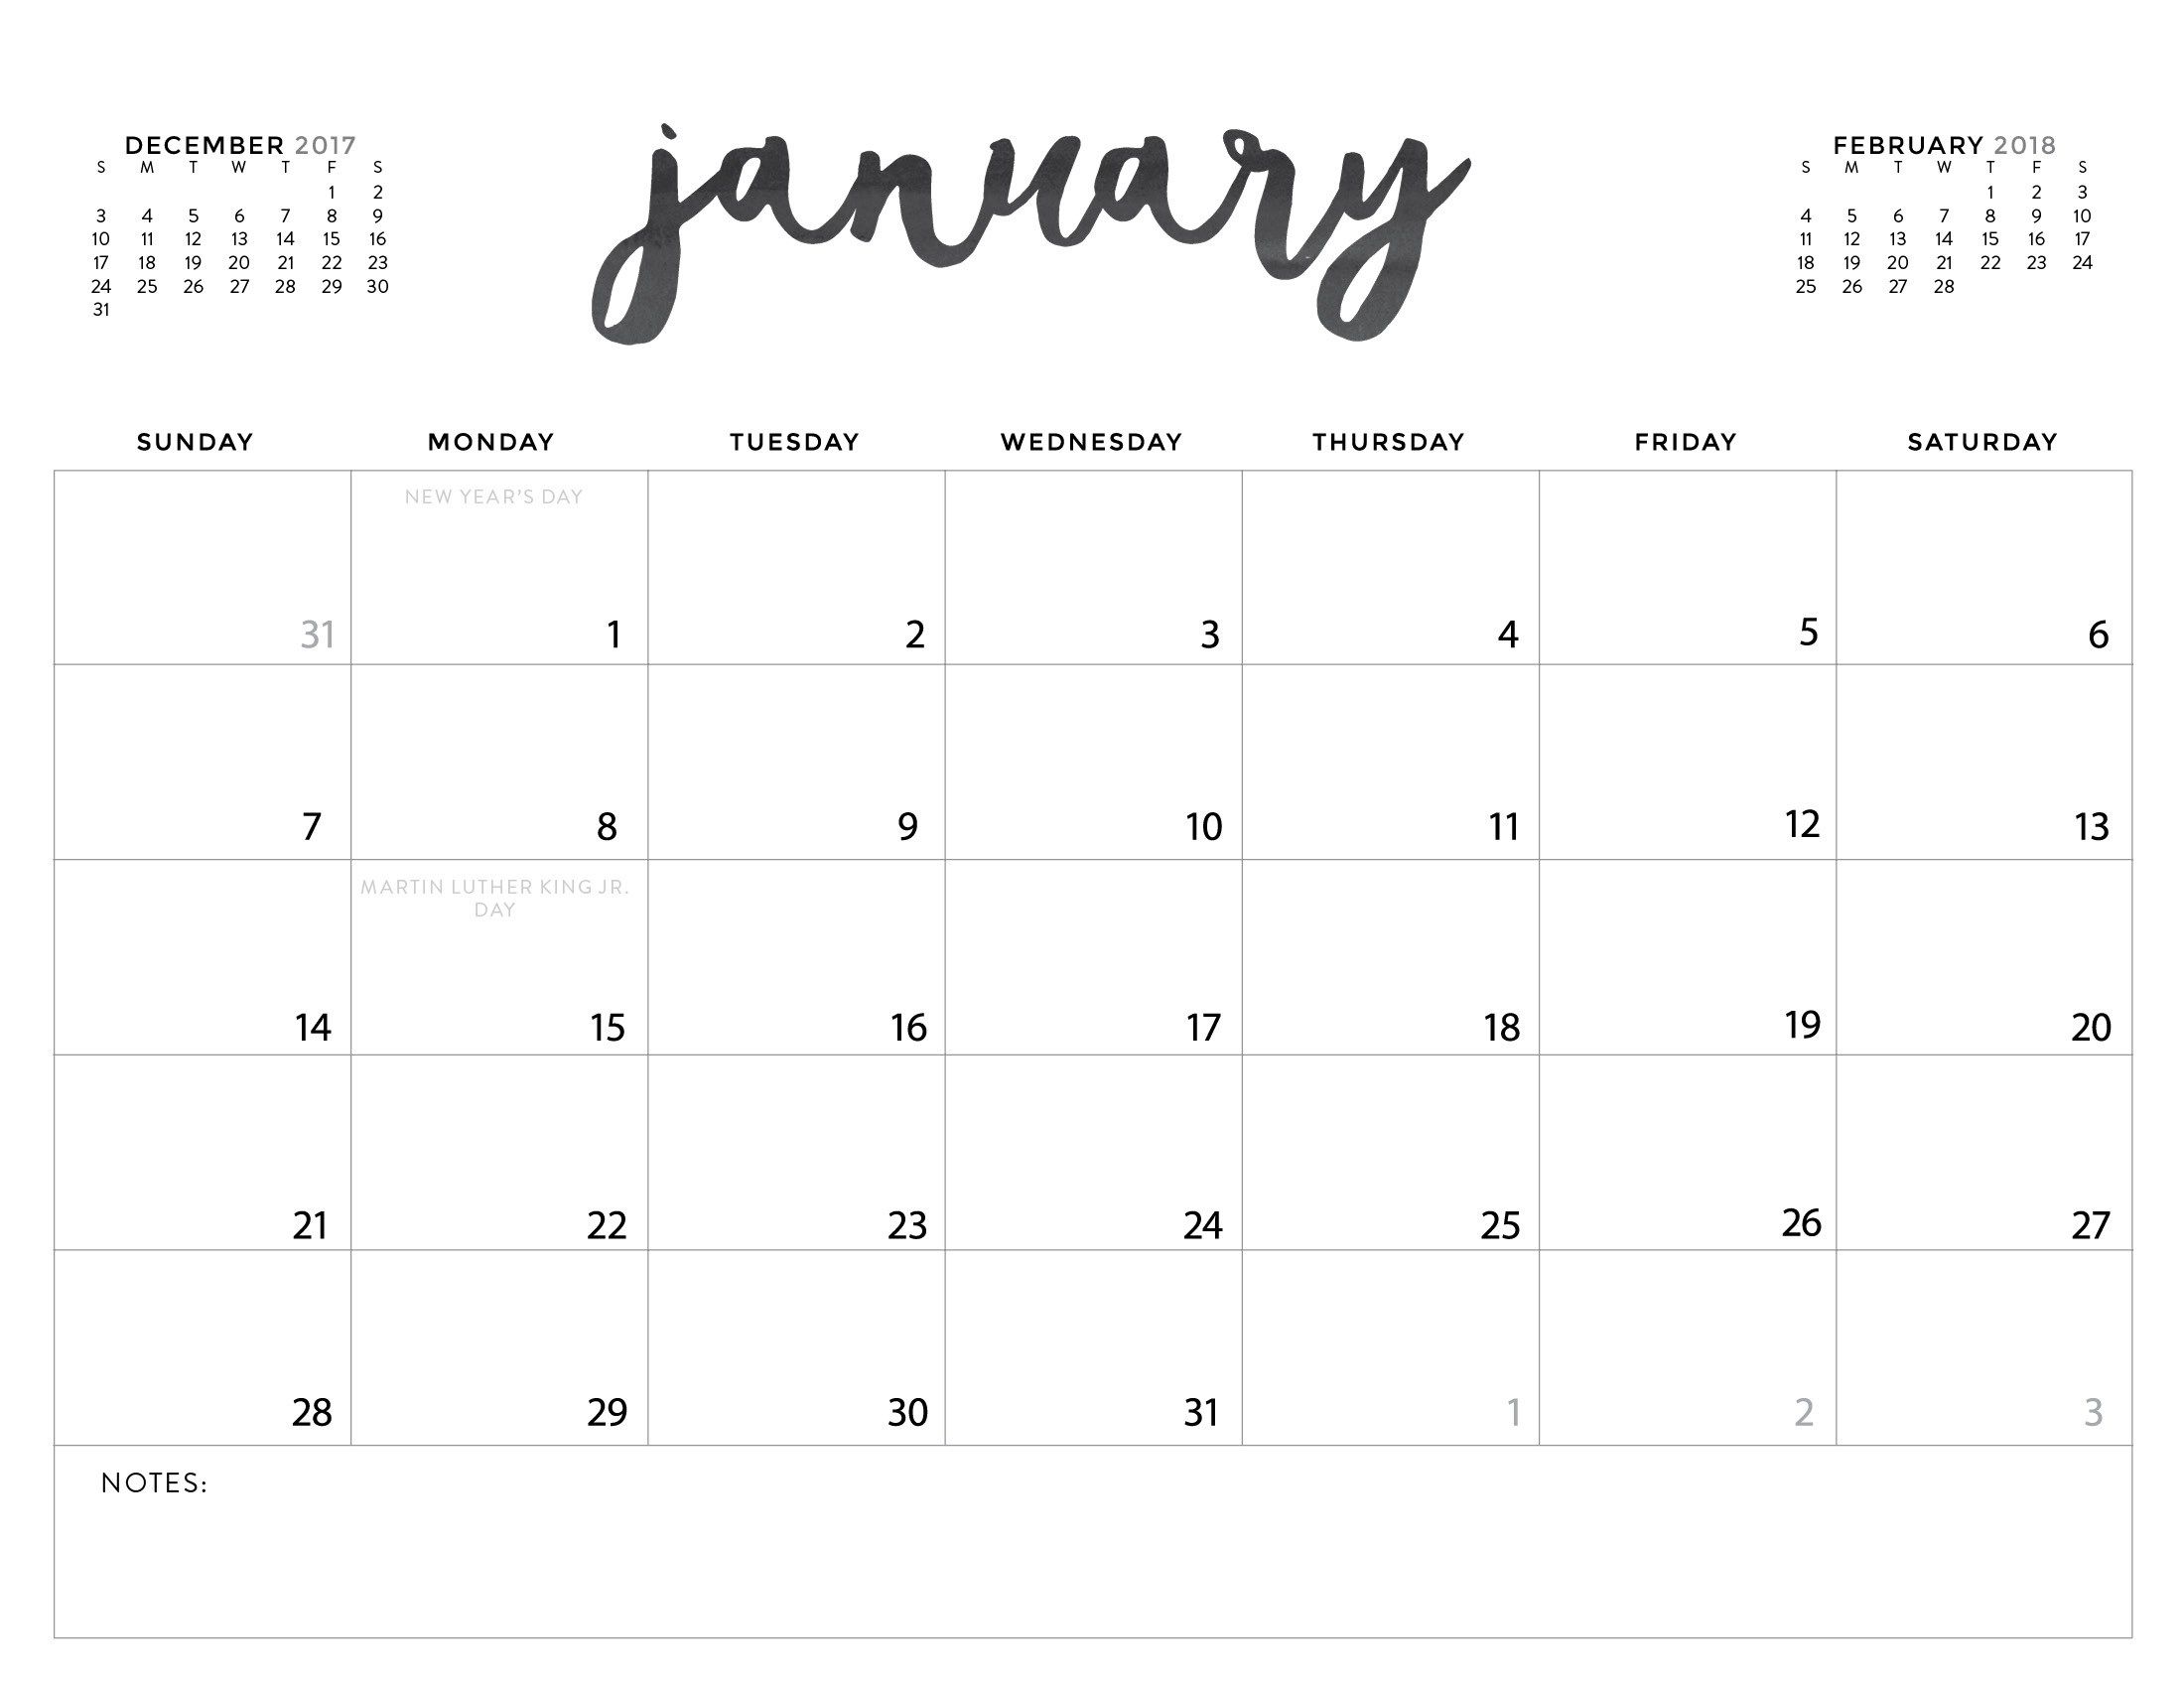 DECEMBER 2017
S M T W T F S
1 2
3 4 5 6 7 8 9
10 11 12 13 14 15 16
17 18 19 20 21 22 23
24 25 26 27 28 29 30
31
january
FEBRUARY 2018
S M T W T F S
1 2 3
4 5 6 7 8 9 10
11 12 13 14 15 16 17
18 19 20 21 22 23 24
25 26 27 28
SUNDAY MONDAY TUESDAY WEDNESDAY THURSDAY FRIDAY SATURDAY
NEW YEAR'S DAY
31 1 2 3 4 5 6
7 8 9 10 11 12 13
MARTIN LUTHER KING JR.
DAY
14 15 16 17 18 19 20
21 22 23 24 25 26 27
28 29 30 31 1 2 3
NOTES: